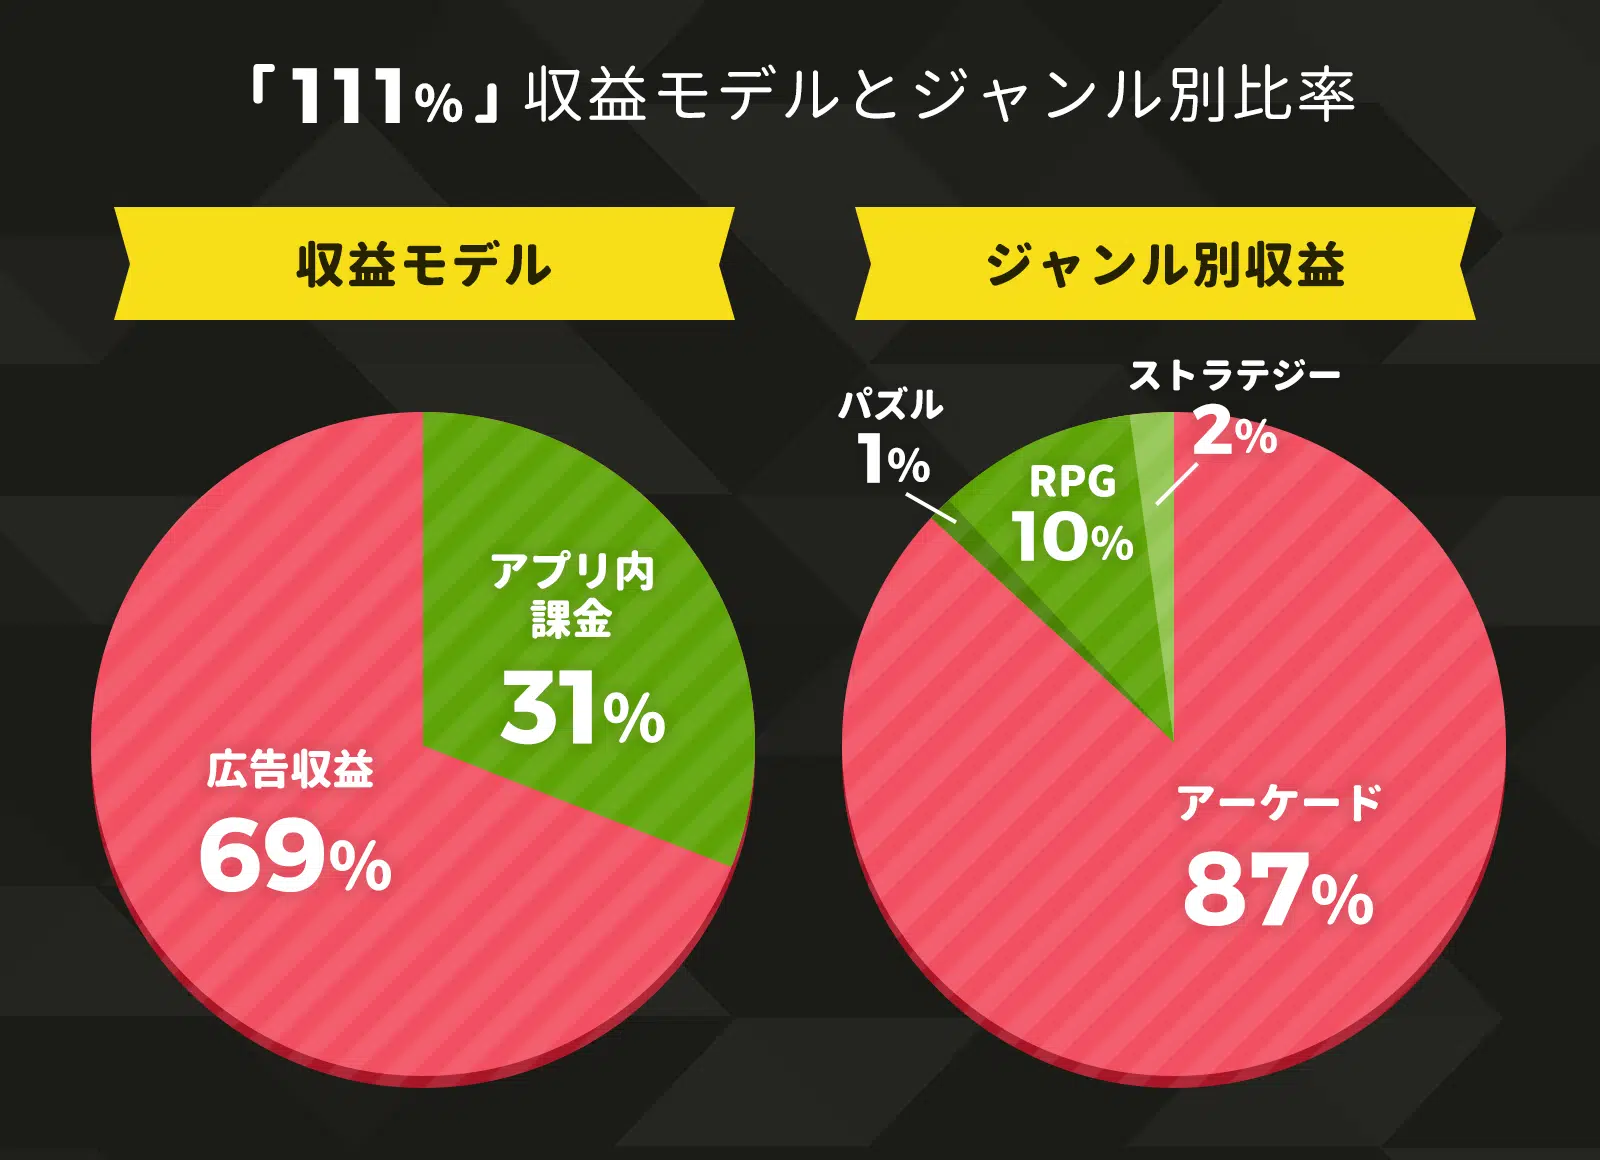 「111%」収益モデルとジャンル別比率
収益モデル
アプリ内
課金
31%
広告収益
69%
ジャンル別収益
ストラテジー
2%
パズル
1%
RPG
10%
アーケード
87%